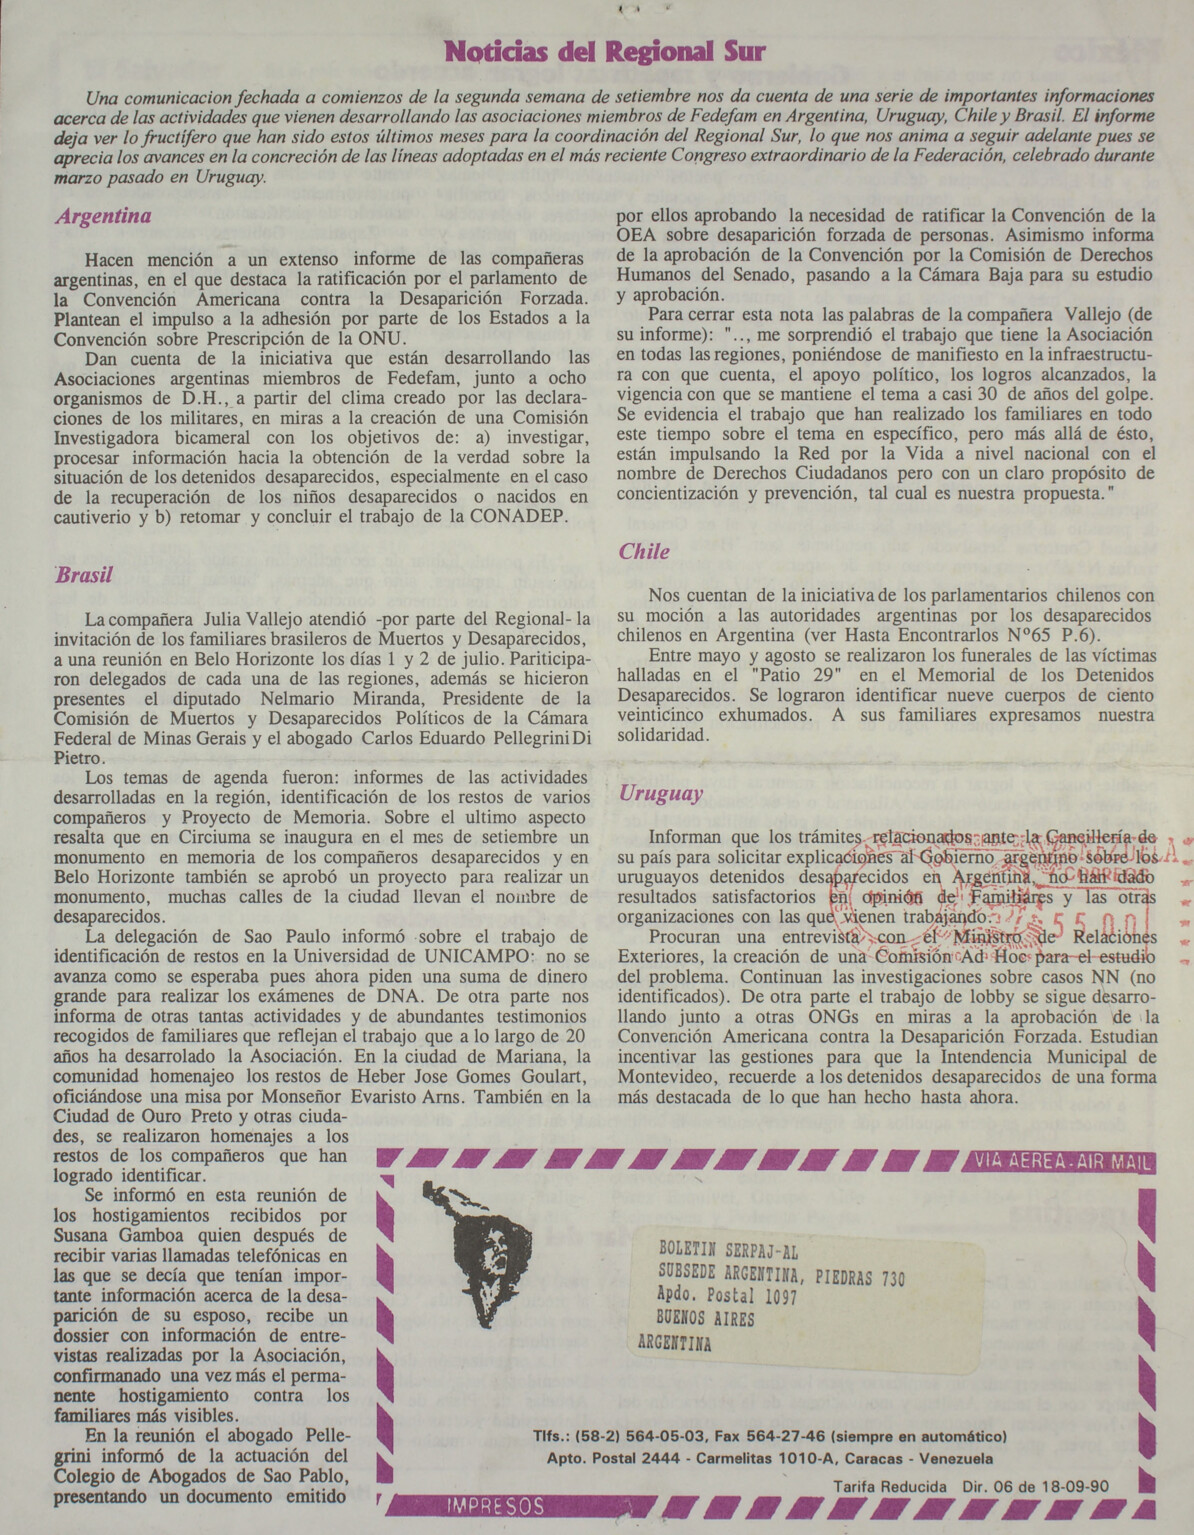 Noticias del Regional Sur
Una comunicacion fechada a comienzos de la segunda semana de setiembre nos da cuenta de una serie de importantes informaciones
acerca de las actividades que vienen desarrollando las asociaciones miembros de Fedefam en Argentina, Uruguay, Chile y Brasil. El informe
deja ver lo fructífero que han sido estos últimos meses para la coordinación del Regional Sur, lo que nos anima a seguir adelante pues se
aprecia los avances en la concreción de las líneas adoptadas en el más reciente Congreso extraordinario de la Federación, celebrado durante
marzo pasado en Uruguay.
Argentina
Hacen mención a un extenso informe de las compañeras
argentinas, en el que destaca la ratificación por el parlamento de
la Convención Americana contra la Desaparición Forzada.
Plantean el impulso a la adhesión por parte de los Estados a la
Convención sobre Prescripción de la ONU.
Dan cuenta de la iniciativa que están desarrollando las
Asociaciones argentinas miembros de Fedefam, junto a ocho
organismos de D.H., a partir del clima creado por las declara-
ciones de los militares, en miras a la creación de una Comisión
Investigadora bicameral con los objetivos de: a) investigar,
procesar información hacia la obtención de la verdad sobre la
situación de los detenidos desaparecidos, especialmente en el caso
de la recuperación de los niños desaparecidos o nacidos en
cautiverio y b) retomar y concluir el trabajo de la CONADEP.
Brasil
La compañera Julia Vallejo atendió -por parte del Regional- la
invitación de los familiares brasileros de Muertos y Desaparecidos,
a una reunión en Belo Horizonte los días 1 y 2 de julio. Pariticipa-
ron delegados de cada una de las regiones, además se hicieron
presentes el diputado Nelmario Miranda, Presidente de la
Comisión de Muertos y Desaparecidos Políticos de la Cámara
Federal de Minas Gerais y el abogado Carlos Eduardo Pellegrini Di
Pietro.
Los temas de agenda fueron: informes de las actividades
desarrolladas en la región, identificación de los restos de varios
compañeros y Proyecto de Memoria. Sobre el ultimo aspecto
resalta que en Circiuma se inaugura en el mes de setiembre un
monumento en memoria de los compañeros desaparecidos y en
Belo Horizonte también se aprobó un proyecto para realizar un
monumento, muchas calles de la ciudad llevan el nombre de
desaparecidos.
La delegación de Sao Paulo informó sobre el trabajo de
identificación de restos en la Universidad de UNICAMPO: no se
avanza como se esperaba pues ahora piden una suma de dinero
grande para realizar los exámenes de DNA. De otra parte nos
informa de otras tantas actividades y de abundantes testimonios
recogidos de familiares que reflejan el trabajo que a lo largo de 20
años ha desarrolado la Asociación. En la ciudad de Mariana, la
comunidad homenajeo los restos de Heber Jose Gomes Goulart,
oficiándose una misa por Monseñor Evaristo Arns. También en la
Ciudad de Ouro Preto y otras ciuda-
des, se realizaron homenajes a los
restos de los compañeros que han
logrado identificar.
Se informó en esta reunión de
los hostigamientos recibidos por
Susana Gamboa quien después de
recibir varias llamadas telefónicas en
las que se decía que tenían impor-
tante información acerca de la desa-
parición de su esposo, recibe un
dossier con información de entre-
vistas realizadas por la Asociación,
confirmanado una vez más el perma-
nente hostigamiento contra los
familiares más visibles.
En la reunión el abogado Pelle-
grini informó de la actuación del
Colegio de Abogados de Sao Pablo,
presentando un documento emitido
por ellos aprobando la necesidad de ratificar la Convención de la
OEA sobre desaparición forzada de personas. Asimismo informa
de la aprobación de la Convención por la Comisión de Derechos
Humanos del Senado, pasando a la Cámara Baja para su estudio
y aprobación.
Para cerrar esta nota las palabras de la compañera Vallejo (de
su informe): ".., me sorprendió el trabajo que tiene la Asociación
en todas las regiones, poniéndose de manifiesto en la infraestructu-
ra con que cuenta, el apoyo político, los logros alcanzados, la
vigencia con que se mantiene el tema a casi 30 de años del golpe.
Se evidencia el trabajo que han realizado los familiares en todo
este tiempo sobre el tema en específico, pero más allá de ésto,
están impulsando la Red por la Vida a nivel nacional con el
nombre de Derechos Ciudadanos pero con un claro propósito de
concientización y prevención, tal cual es nuestra propuesta."
Chile
Nos cuentan de la iniciativa de los parlamentarios chilenos con
su moción a las autoridades argentinas por los desaparecidos
chilenos en Argentina (ver Hasta Encontrarlos Nº65 P.6).
Entre mayo y agosto se realizaron los funerales de las víctimas
halladas en el "Patio 29" en el Memorial de los Detenidos
Desaparecidos. Se lograron identificar nueve cuerpos de ciento
veinticinco exhumados. A sus familiares expresamos nuestra
solidaridad.
Uruguay
Informan que los trámites relacionados ante la Cancillería de
su país para solicitar explicaciones al Gobierno argentino sobre los
uruguayos detenidos desaparecidos en Argentina, no han dado
resultados satisfactorios en opinión de Familiares y las otras
organizaciones con las que vienen trabajando.
Procuran una entrevista con el Ministro de Relaciones
Exteriores, la creación de una Comisión Ad Hoc para el estudio
del problema. Continuan las investigaciones sobre casos NN (no
identificados). De otra parte el trabajo de lobby se sigue desarro-
llando junto a otras ONGs en miras a la aprobación de la
Convención Americana contra la Desaparición Forzada. Estudian
incentivar las gestiones para que la Intendencia Municipal de
Montevideo, recuerde a los detenidos desaparecidos de una forma
más destacada de lo que han hecho hasta ahora.
VENEZUELA
CORREOS
5500
VIA AEREA-AIR MAIL
BOLETIN SERPAJ-AL
SUBSEDE ARGENTINA, PIEDRAS 730
Apdo. Postal 1097
BUENOS AIRES
ARGENTINA
Tlfs.: (58-2) 564-05-03, Fax 564-27-46 (siempre en automático)
Apto. Postal 2444 - Carmelitas 1010-A, Caracas - Venezuela
Tarifa Reducida Dir. 06 de 18-09-90
IMPRESOS